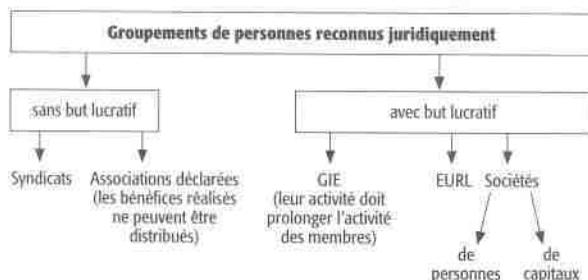 Groupements de personnes reconnus juridiquement
sans but lucratif
avec but lucratif
Syndicats
Associations déclarées
(les bénéfices réalisés
ne peuvent être
distribués)
GIE
(leur activité doit
prolonger l'activité
des membres)
EURL
Sociétés
de
personnes
de
capitaux